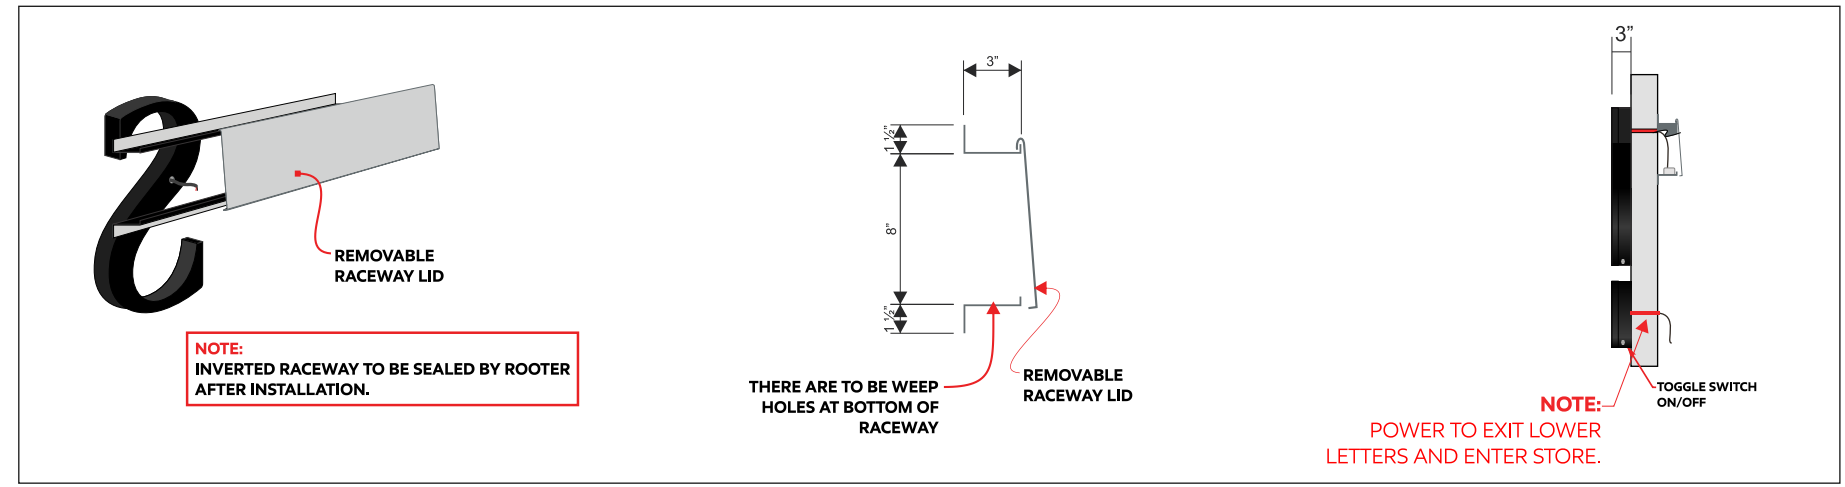 REMOVABLE
RACEWAY LID
NOTE:
INVERTED RACEWAY TO BE SEALED BY ROOTER
AFTER INSTALLATION.
3"
1 ½"
8"
1 ½"
THERE ARE TO BE WEEP
HOLES AT BOTTOM OF
RACEWAY
REMOVABLE
RACEWAY LID
3"
TOGGLE SWITCH
ON/OFF
NOTE:
POWER TO EXIT LOWER
LETTERS AND ENTER STORE.